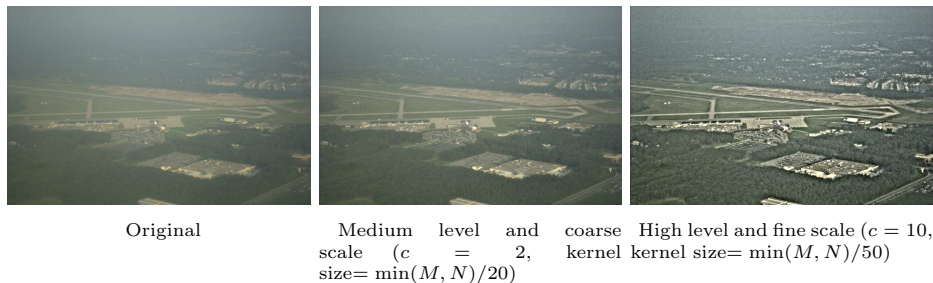 Original
Medium level and coarse
scale (c = 2, kernel
size= min(M, N)/20)
High level and fine scale (c = 10,
kernel size= min(M, N)/50)